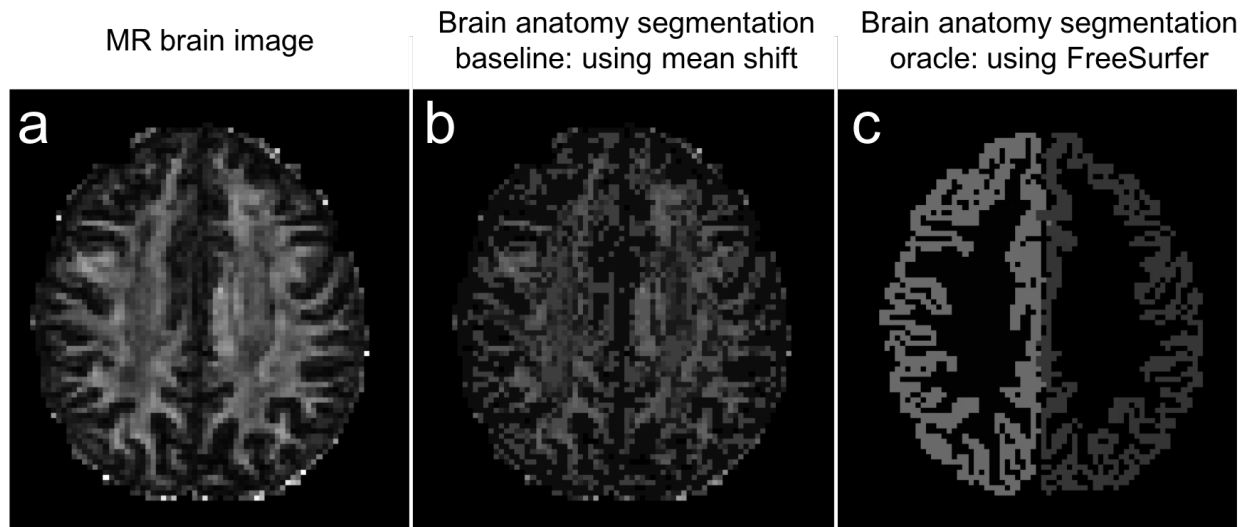 MR brain image
Brain anatomy segmentation
baseline: using mean shift
Brain anatomy segmentation
oracle: using FreeSurfer
a
b
c